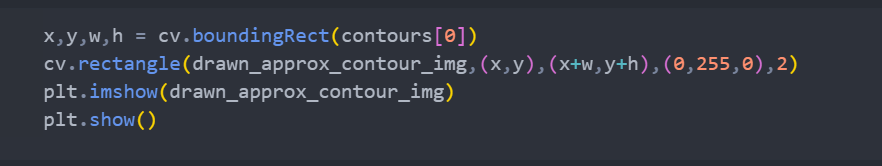 x,y,w,h = cv.boundingRect(contours[0])
cv.rectangle(drawn_approx_contour_img,(x,y),(x+w,y+h),(0,255,0),2)
plt.imshow(drawn_approx_contour_img)
plt.show()